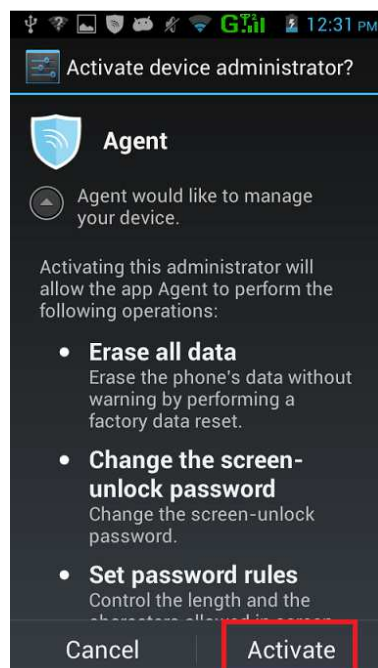 12:31 PM
Activate device administrator?
Agent
Agent would like to manage
your device.
Activating this administrator will
allow the app Agent to perform the
following operations:
Erase all data
Erase the phone's data without
warning by performing a
factory data reset.
Change the screen-
unlock password
Change the screen-unlock
password.
Set password rules
Control the length and the
Cancel Activate